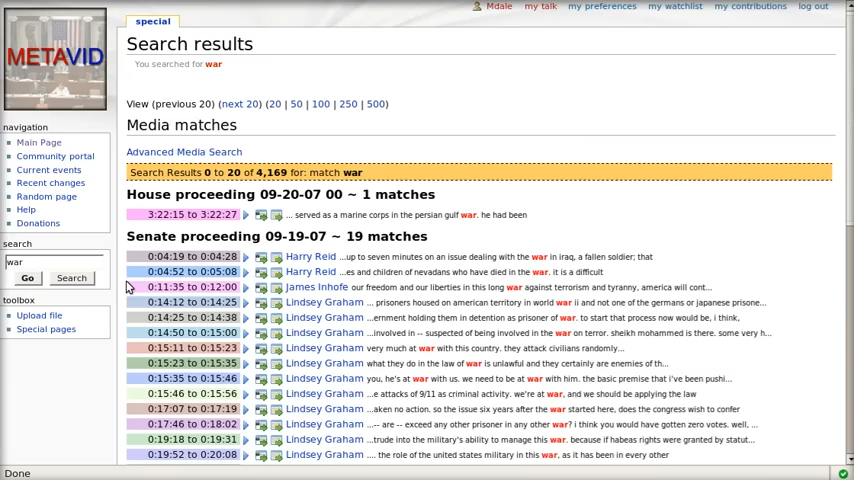 Mdale my talk my preferences my watchlist my contributions log out
special
METAVID
Search results
You searched for war
View (previous 20) (next 20) (20 | 50 | 100 | 250 | 500)
Media matches
Advanced Media Search
Search Results 0 to 20 of 4,169 for: match war
House proceeding 09-20-07 00 ~ 1 matches
3:22:15 to 3:22:27 ... served as a marine corps in the persian gulf war. he had been
Senate proceeding 09-19-07 ~ 19 matches
0:04:19 to 0:04:28 Harry Reid ...up to seven minutes on an issue dealing with the war in iraq, a fallen soldier; that
0:04:52 to 0:05:08 Harry Reid ...es and children of nevadans who have died in the war. it is a difficult
0:11:35 to 0:12:00 James Inhofe our freedom and our liberties in this long war against terrorism and tyranny, america will cont...
0:14:12 to 0:14:25 Lindsey Graham ... prisoners housed on american territory in world war ii and not one of the germans or japanese prisone...
0:14:25 to 0:14:38 Lindsey Graham ...ernment holding them in detention as prisoner of war. to start that process now would be, i think,
0:14:50 to 0:15:00 Lindsey Graham ...involved in -- suspected of being involved in the war on terror. sheikh mohammed is there. some very h...
0:15:11 to 0:15:23 Lindsey Graham very much at war with this country. they attack civilians randomly...
0:15:23 to 0:15:35 Lindsey Graham what they do in the law of war is unlawful and they certainly are enemies of th...
0:15:35 to 0:15:46 Lindsey Graham you, he's at war with us. we need to be at war with him. the basic premise that i've been pushi...
0:15:46 to 0:15:56 Lindsey Graham ...e attacks of 9/11 as criminal activity. we're at war, and we should be applying the law
0:17:07 to 0:17:19 Lindsey Graham ...aken no action. so the issue six years after the war started here, does the congress wish to confer
0:17:46 to 0:18:02 Lindsey Graham ...-- are -- exceed any other prisoner in any other war? i think you would have gotten zero votes. well, ...
0:19:18 to 0:19:31 Lindsey Graham ...trude into the military's ability to manage this war. because if habeas rights were granted by statut...
0:19:52 to 0:20:08 Lindsey Graham .... the role of the united states military in this war, as it has been in every other
navigation
Main Page
Community portal
Current events
Recent changes
Random page
Help
Donations
search
war
Go Search
toolbox
Upload file
Special pages
Done